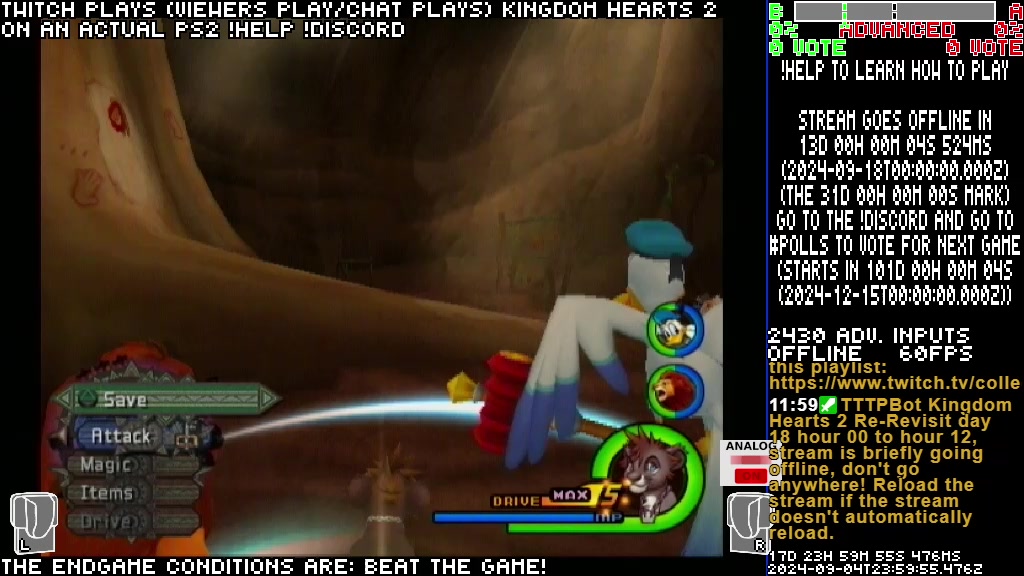 TWITCH PLAYS (VIEWERS PLAY/CHAT PLAYS) KINGDOM HEARTS 2
ON AN ACTUAL PS2 !HELP !DISCORD
B A
0% ADVANCED 0%
0 VOTE 0 VOTE
!HELP TO LEARN HOW TO PLAY
STREAM GOES OFFLINE IN
13D 00H 00M 04S 524MS
(2024-09-18T00:00:00.000Z)
(THE 31D 00H 00M 00S MARK)
GO TO THE !DISCORD AND GO TO
#POLLS TO VOTE FOR NEXT GAME
(STARTS IN 101D 00H 00M 04S
(2024-12-15T00:00:00.000Z))
2430 ADV. INPUTS
OFFLINE 60FPS
this playlist:
https://www.twitch.tv/colle
11:59 TTTPBot Kingdom
Hearts 2 Re-Revisit day
18 hour 00 to hour 12,
stream is briefly going
offline, don't go
anywhere! Reload the
stream if the stream
doesn't automatically
reload.
17D 23H 59M 55S 476MS
2024-09-04T23:59:55.476Z
Save
Attack
Magic
Items
Drive
DRIVE MAX 5
MP
ANALOG
L
R
THE ENDGAME CONDITIONS ARE: BEAT THE GAME!